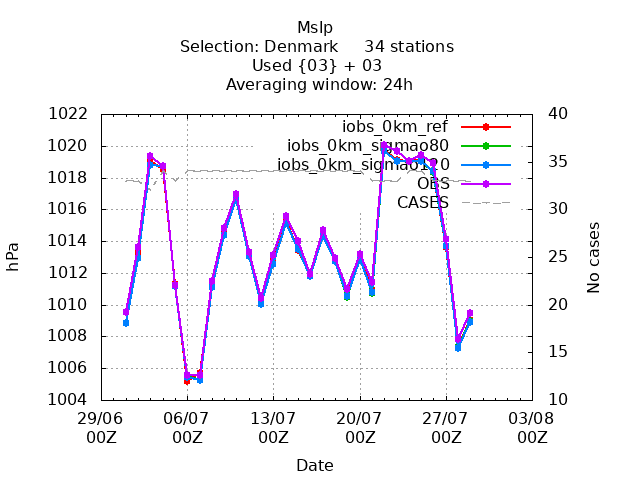 Mslp
Selection: Denmark 34 stations
Used {03} + 03
Averaging window: 24h
1022 40
iobs_0km_ref
1020 iobs_0km_sigmao80
iobs_0km_sigmao120 35
1018 OBS
1016 CASES 30
1014
hPa 1012 25 No cases
1010 20
1008
1006 15
1004 10
29/06 06/07 13/07 20/07 27/07 03/08
00Z 00Z 00Z 00Z 00Z 00Z
Date